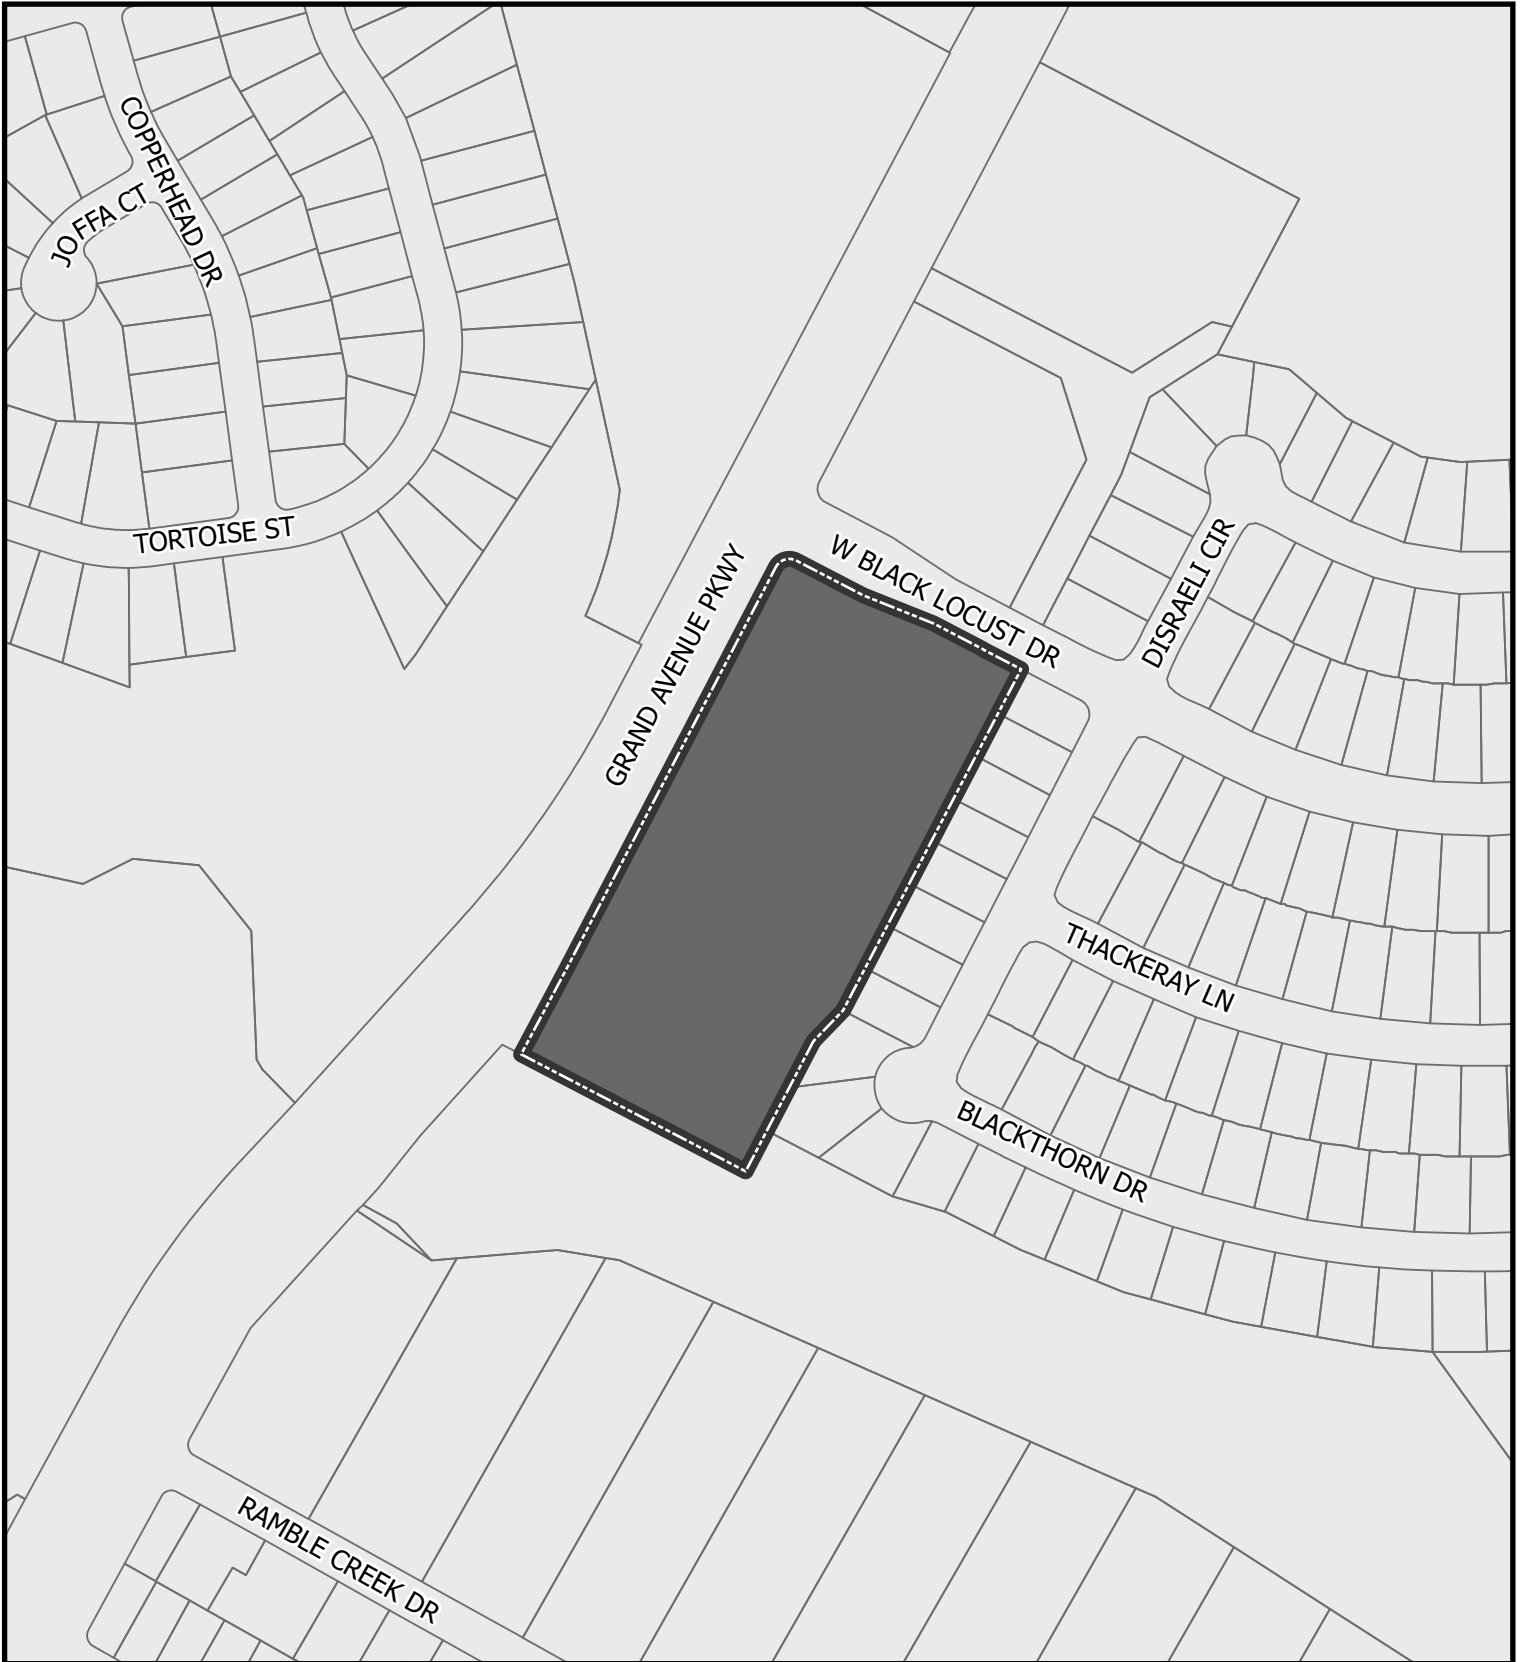 COPPERHEAD DR
JOFFA CT
TORTOISE ST
W BLACK LOCUST DR
GRAND AVENUE PKWY
DISRAELI CIR
THACKERAY LN
BLACKTHORN DR
RAMBLE CREEK DR